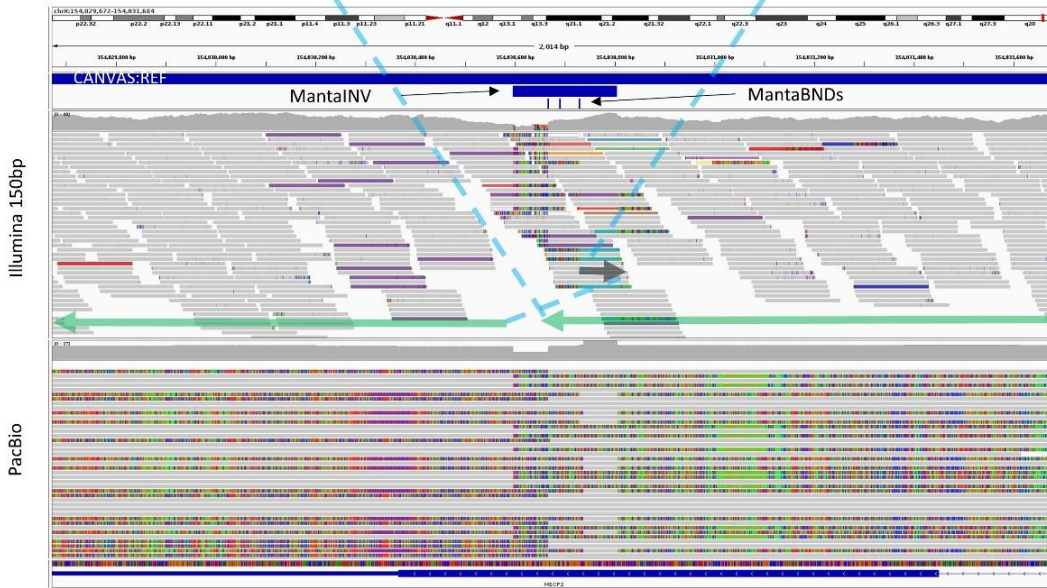 chrX:154,029,672-154,031,684
p22.32 p22.2 p22.13 p22.11 p21.2 p21.1 p11.4 p11.3 p11.23 p11.21 q11.1 q12 q13.1 q13.3 q21.1 q21.2 q21.32 q22.1 q22.3 q23 q24 q25 q26.1 q26.3 q27.1 q27.3 q28
2,014 bp
154,030,000 bp 154,030,200 bp 154,030,400 bp 154,030,600 bp 154,030,800 bp 154,031,000 bp 154,031,200 bp 154,031,400 bp 154,031,600 bp
CANVAS:REF
MantaINV
MantaBNDs
Illumina 150bp
PacBio
MECP2